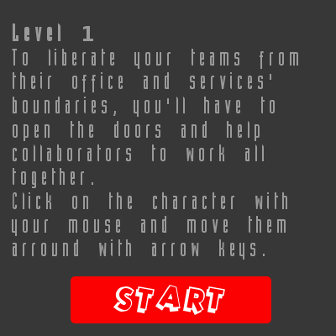 Level 1
To liberate your teams from
their office and services'
boundaries, you'll have to
open the doors and help
collaborators to work all
together.
Click on the character with
your mouse and move them
arround with arrow keys.
START